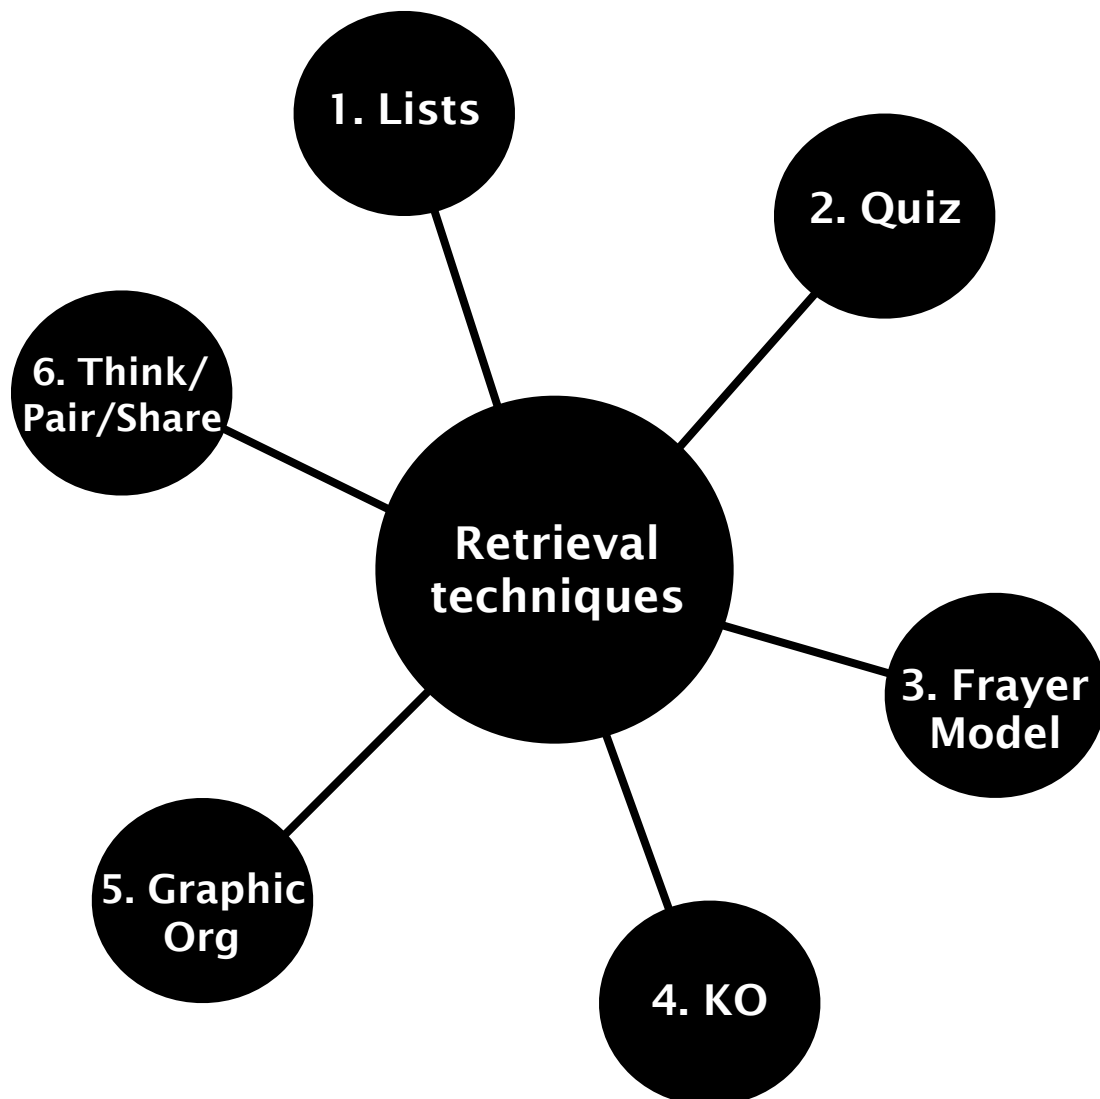 1. Lists
2. Quiz
6. Think/
Pair/Share
Retrieval
techniques
3. Frayer
Model
5. Graphic
Org
4. KO